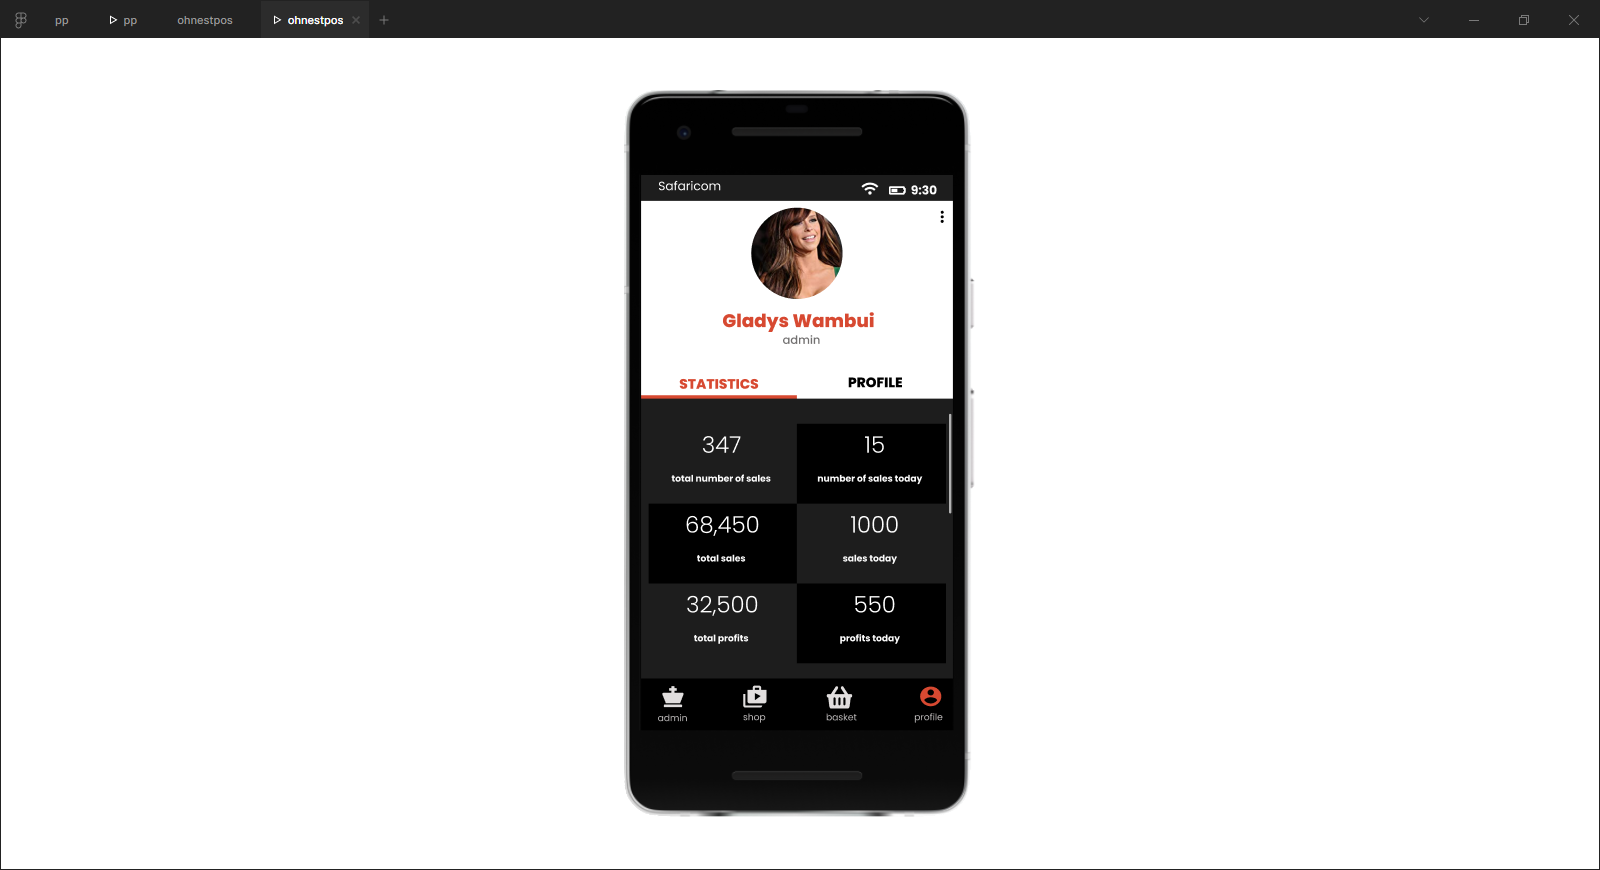 pp
pp
ohnestpos
ohnestpos
Safaricom
9:30
Gladys Wambui
admin
STATISTICS
PROFILE
347
15
total number of sales
number of sales today
68,450
1000
total sales
sales today
32,500
550
total profits
profits today
admin
shop
basket
profile